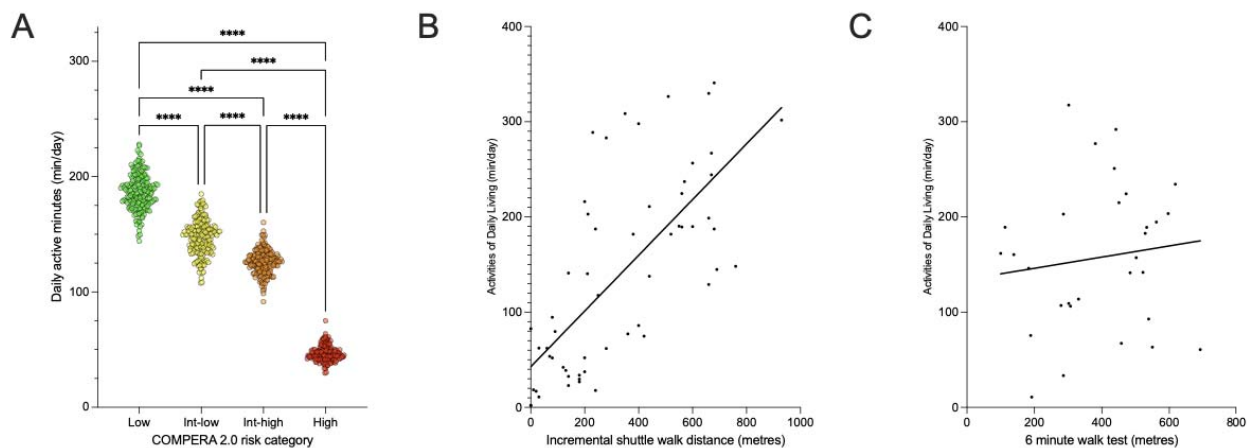 A
Daily active minutes (min/day)
300
200
100
0
****
****
****
****
****
****
Low
Int-low
Int-high
High
COMPERA 2.0 risk category
B
Activities of Daily Living (min/day)
400
300
200
100
0
0
200
400
600
800
1000
Incremental shuttle walk distance (metres)
C
Activities of Daily Living (min/day)
400
300
200
100
0
0
200
400
600
800
6 minute walk test (metres)